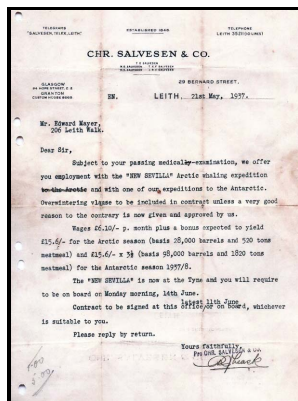 TELEGRAMS
"SALVESEN, TELEX, LEITH"
ESTABLISHED 1846
TELEPHONE
LEITH
CHR. SALVESEN & CO.
GLASGOW
GRANTON
CUSTOM HOUSE BDGS.
29 BERNARD STREET,
EM.
LEITH, 21st May, 1937.
Mr. Edward Mayer,
206 Leith Walk.
Dear Sir,
Subject to your passing medically examination, we offer
you employment with the "NEW SEVILLA" Arctic whaling expedition
to the Arctic and with one of our expeditions to the Antarctic.
Overwintering vlause to be included in contract unless a very good
reason to the contrary is now given and approved by us.
Wages £6.10/- p. month plus a bonus expected to yield
£15.6/- for the Arctic season (basis 28,000 barrels and 520 tons
meatmeal) and £15.6/- x 3½ (basis 98,000 barrels and 1820 tons
meatmeal) for the Antarctic season 1937/8.
The "NEW SEVILLA" is now at the Tyne and you will require
to be on board on Monday morning, 14th June.
latest 11th June
Contract to be signed at this office/or on board, whichever
is suitable to you.
Please reply by return.
Yours faithfully,
Pro CHR. SALVESEN & Co.